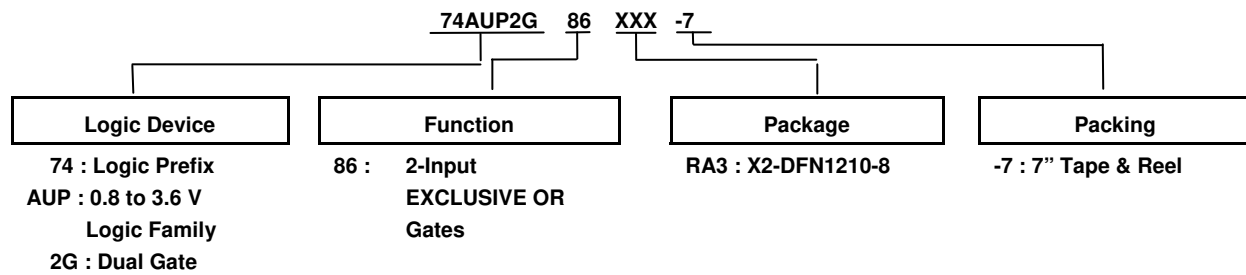 74AUP2G 86 XXX -7
Logic Device
74 : Logic Prefix
AUP : 0.8 to 3.6 V
Logic Family
2G : Dual Gate
Function
86 : 2-Input
EXCLUSIVE OR
Gates
Package
RA3 : X2-DFN1210-8
Packing
-7 : 7” Tape & Reel